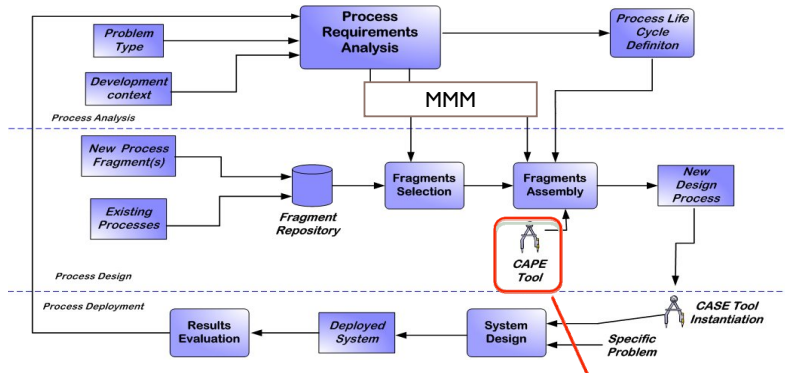 Problem
Type
Development
context
Process Analysis
Process
Requirements
Analysis
Process Life
Cycle
Definiton
MMM
New Process
Fragment(s)
Existing
Processes
Fragment
Repository
Fragments
Selection
Fragments
Assembly
New
Design
Process
CAPE
Tool
Process Design
Process Deployment
Results
Evaluation
Deployed
System
System
Design
CASE Tool
Instantiation
Specific
Problem